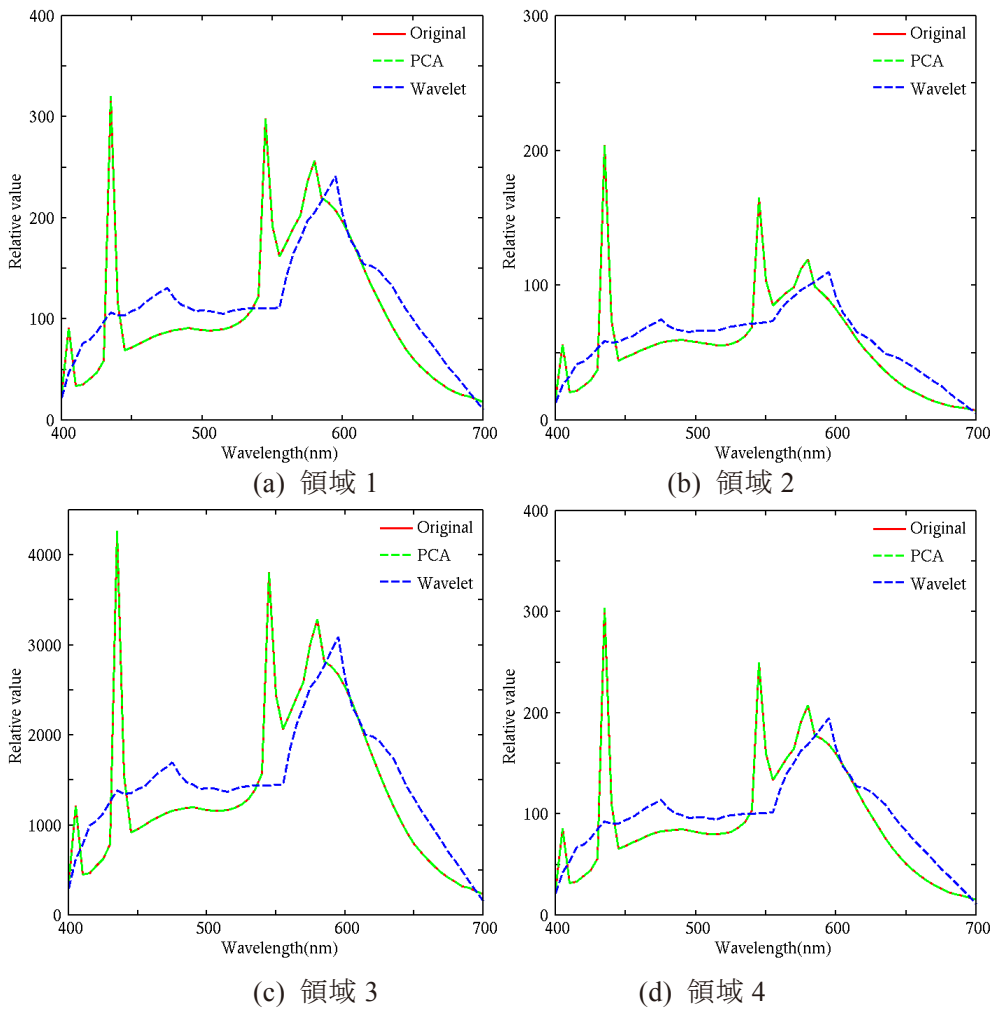 400
300
200
100
0
Relative value
Original
PCA
Wavelet
400 500 600 700
Wavelength(nm)
(a) 領域 1
300
200
100
0
Relative value
Original
PCA
Wavelet
400 500 600 700
Wavelength(nm)
(b) 領域 2
4000
3000
2000
1000
0
Relative value
Original
PCA
Wavelet
400 500 600 700
Wavelength(nm)
(c) 領域 3
400
300
200
100
0
Relative value
Original
PCA
Wavelet
400 500 600 700
Wavelength(nm)
(d) 領域 4